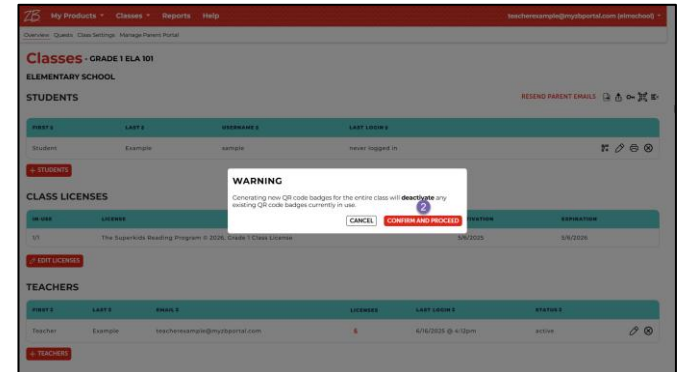 ZB My Products Classes Reports Help teacherexample@myzbportal.com (elmschool)
Overview Quests Class Settings Manage Parent Portal
Classes - GRADE 1 ELA 101
ELEMENTARY SCHOOL
STUDENTS RESEND PARENT EMAILS
FIRST LAST USERNAME LAST LOGIN
Student Example sample never logged in
+ STUDENTS
WARNING
Generating new QR code badges for the entire class will deactivate any
existing QR code badges currently in use.
2
CANCEL CONFIRM AND PROCEED
CLASS LICENSES
IN USE LICENSE EXPIRATION
1/1 The Superkids Reading Program © 2026, Grade 1 Class License 5/6/2025 5/6/2026
EDIT LICENSES
TEACHERS
FIRST LAST EMAIL LICENSES LAST LOGIN STATUS
Teacher Example teacherexample@myzbportal.com 6/16/2025 @ 4:12pm active
+ TEACHERS